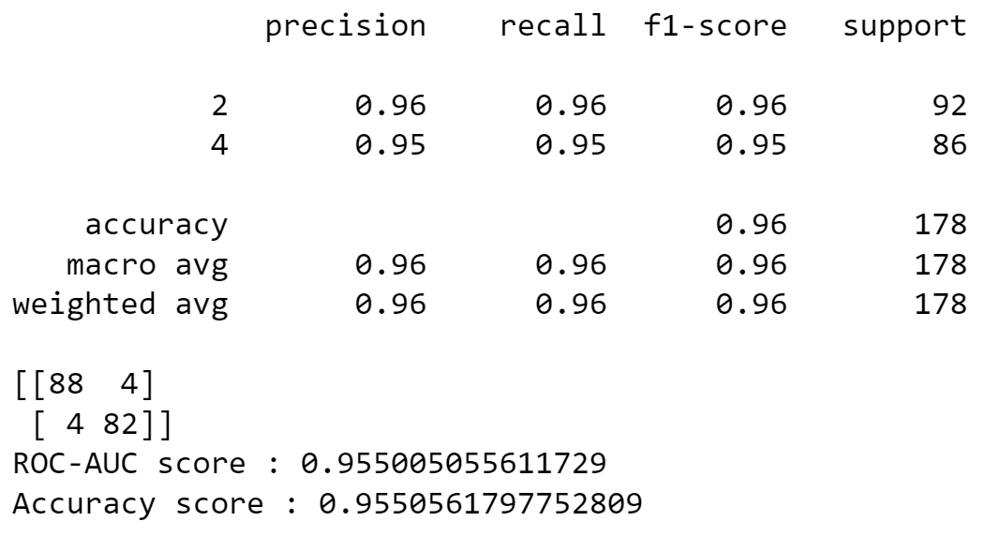 precision recall f1-score support
2 0.96 0.96 0.96 92
4 0.95 0.95 0.95 86
accuracy 0.96 178
macro avg 0.96 0.96 0.96 178
weighted avg 0.96 0.96 0.96 178
[[88 4]
[ 4 82]]
ROC-AUC score : 0.955005055611729
Accuracy score : 0.9550561797752809